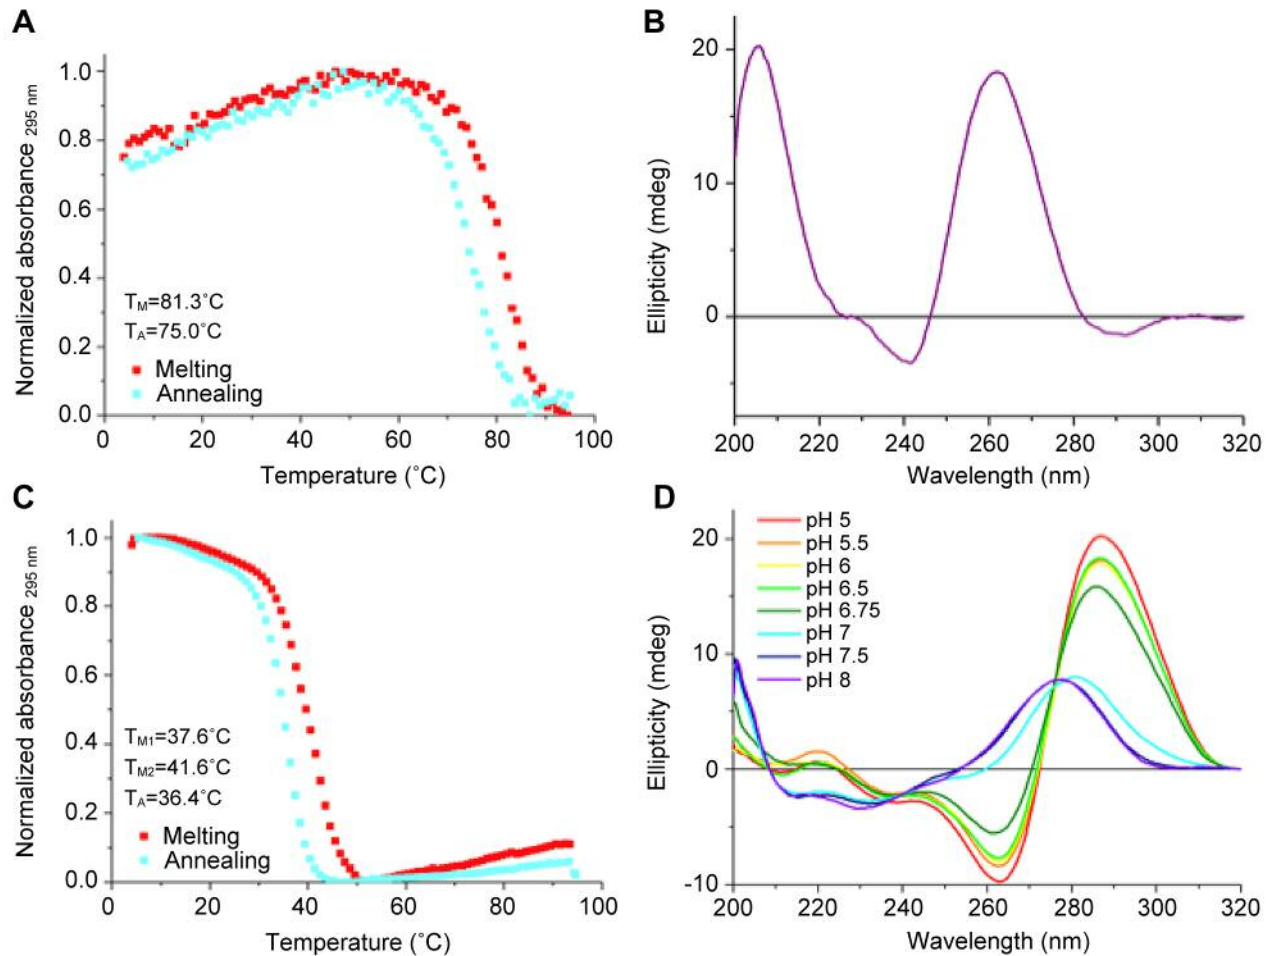 A
Normalized absorbance 295 nm
1.0
0.8
0.6
0.4
0.2
0.0
TM=81.3˚C
TA=75.0˚C
Melting
Annealing
0 20 40 60 80 100
Temperature (˚C)
B
Ellipticity (mdeg)
20
10
0
200 220 240 260 280 300 320
Wavelength (nm)
C
Normalized absorbance 295 nm
1.0
0.8
0.6
0.4
0.2
0.0
TM1=37.6˚C
TM2=41.6˚C
TA=36.4˚C
Melting
Annealing
0 20 40 60 80 100
Temperature (˚C)
D
Ellipticity (mdeg)
20
10
0
-10
pH 5
pH 5.5
pH 6
pH 6.5
pH 6.75
pH 7
pH 7.5
pH 8
200 220 240 260 280 300 320
Wavelength (nm)